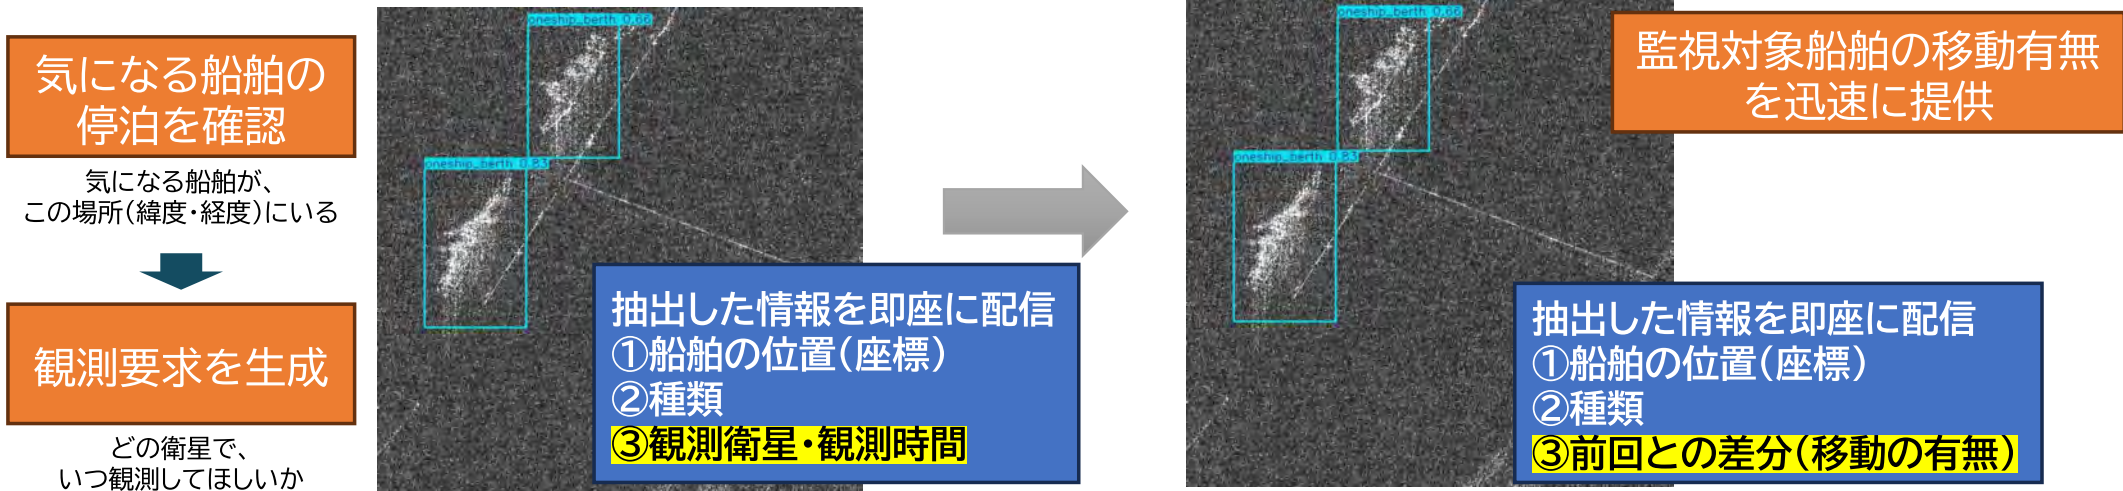 気になる船舶の
停泊を確認
気になる船舶が、
この場所(緯度・経度)にいる
観測要求を生成
どの衛星で、
いつ観測してほしいか
oneship_berth 0.66
oneship_berth 0.83
抽出した情報を即座に配信
①船舶の位置(座標)
②種類
③観測衛星・観測時間
oneship_berth 0.66
oneship_berth 0.83
監視対象船舶の移動有無
を迅速に提供
抽出した情報を即座に配信
①船舶の位置(座標)
②種類
③前回との差分(移動の有無)